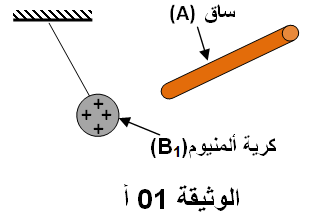 ساق (A)
+ + + +
كرية ألمنيوم(B₁)
الوثيقة 01 أ